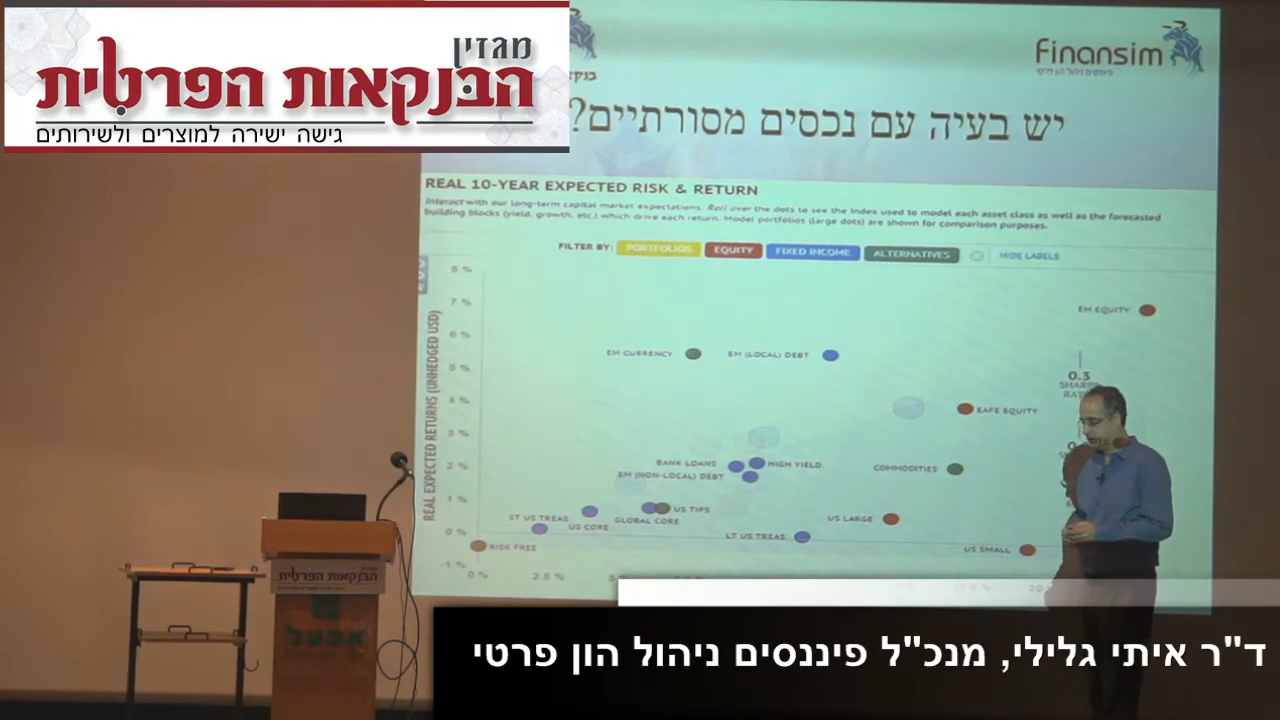 מגזין
הבנקאות הפרטית
גישה ישירה למוצרים ולשירותים
Finansim
פיננסים ניהול הון פרטי
יש בעיה עם נכסים מסורתיים?
REAL 10-YEAR EXPECTED RISK & RETURN
Interact with our long-term capital market expectations. Roll over the dots to see the index used to model each asset class as well as the forecasted
building blocks (yield, growth, etc.) which drive each return. Model portfolios (large dots) are shown for comparison purposes.
FILTER BY: PORTFOLIOS EQUITY FIXED INCOME ALTERNATIVES HIDE LABELS
REAL EXPECTED RETURNS (UNHEDGED USD)
8 %
7 %
EM EQUITY
6 %
EM CURRENCY
EM (LOCAL) DEBT
5 %
0.3
4 %
EAFE EQUITY
3 %
BANK LOANS
HIGH YIELD
2 %
COMMODITIES
EM (NON-LOCAL) DEBT
1 %
US TIPS
ST US TREAS
GLOBAL CORE
US LARGE
US CORE
0 %
LT US TREAS
RISK FREE
US SMALL
-1 %
0 %
2.5 %
הבנקאות הפרטית
אפעל
ד"ר איתי גלילי, מנכ"ל פיננסים ניהול הון פרטי